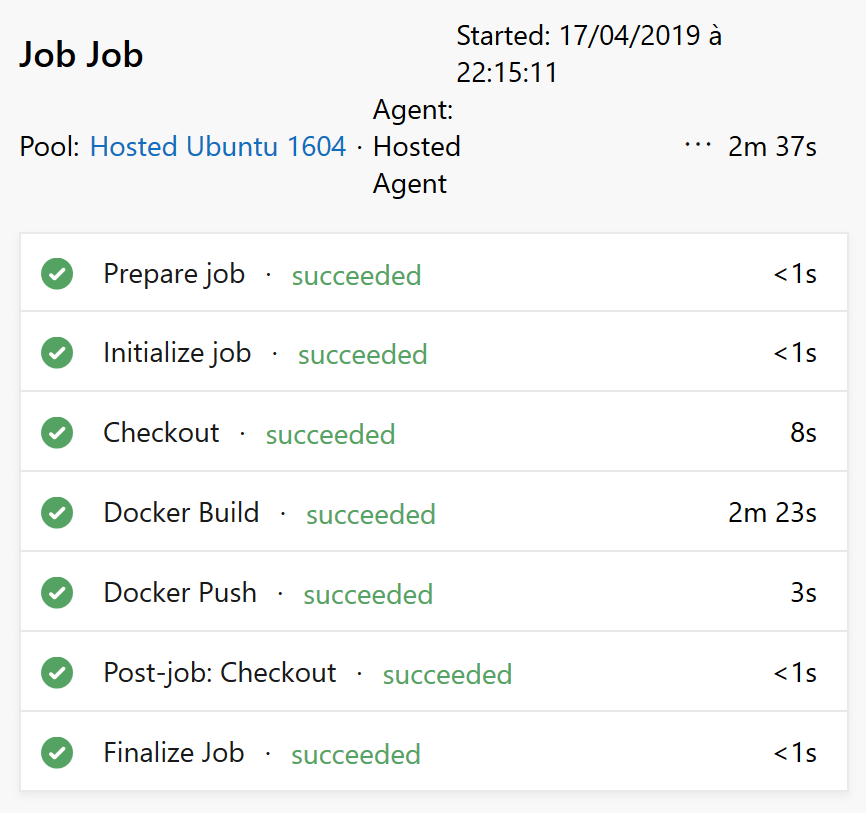 Job Job
Started: 17/04/2019 à
22:15:11
Pool: Hosted Ubuntu 1604 ·
Agent:
Hosted
Agent
··· 2m 37s
Prepare job · succeeded <1s
Initialize job · succeeded <1s
Checkout · succeeded 8s
Docker Build · succeeded 2m 23s
Docker Push · succeeded 3s
Post-job: Checkout · succeeded <1s
Finalize Job · succeeded <1s